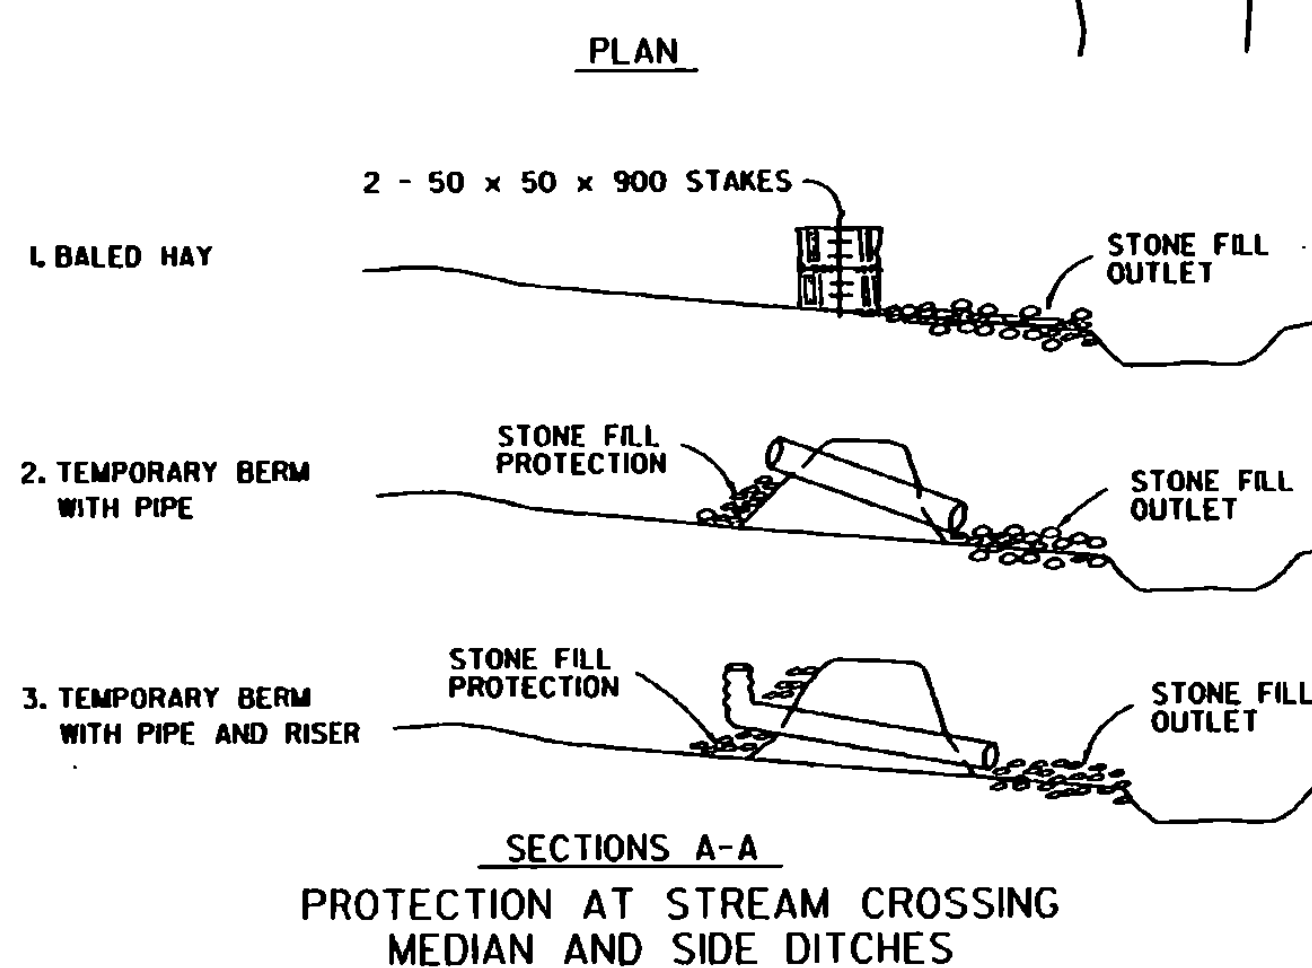 PLAN
2 - 50 x 50 x 900 STAKES
1. BALED HAY
STONE FILL
OUTLET
STONE FILL
PROTECTION
2. TEMPORARY BERM
WITH PIPE
STONE FILL
OUTLET
STONE FILL
PROTECTION
3. TEMPORARY BERM
WITH PIPE AND RISER
STONE FILL
OUTLET
SECTIONS A-A
PROTECTION AT STREAM CROSSING
MEDIAN AND SIDE DITCHES